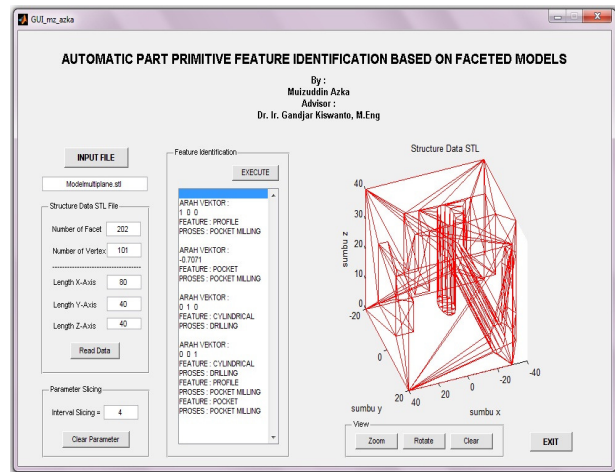 GUI_mz_azka
AUTOMATIC PART PRIMITIVE FEATURE IDENTIFICATION BASED ON FACETED MODELS
By :
Muizuddin Azka
Advisor :
Dr. Ir. Gandjar Kiswanto, M.Eng
INPUT FILE
Modelmultiplane.stl
Structure Data STL File
Number of Facet 202
Number of Vertex 101
Length X-Axis 80
Length Y-Axis 40
Length Z-Axis 40
Read Data
Parameter Slicing
Interval Slicing = 4
Clear Parameter
Feature Identification
EXECUTE
ARAH VEKTOR :
1 0 0
FEATURE : PROFILE
PROSES : POCKET MILLING
ARAH VEKTOR :
-0.7071
FEATURE : POCKET
PROSES : POCKET MILLING
ARAH VEKTOR :
0 1 0
FEATURE : CYLINDRICAL
PROSES : DRILLING
ARAH VEKTOR :
0 0 1
FEATURE : CYLINDRICAL
PROSES : DRILLING
FEATURE : PROFILE
PROSES : POCKET MILLING
FEATURE : POCKET
PROSES : POCKET MILLING
Structure Data STL
40
30
20
10
0
sumbu z
-20
0
20
sumbu y
40
20
0
-20
-40
sumbu x
View
Zoom Rotate Clear
EXIT